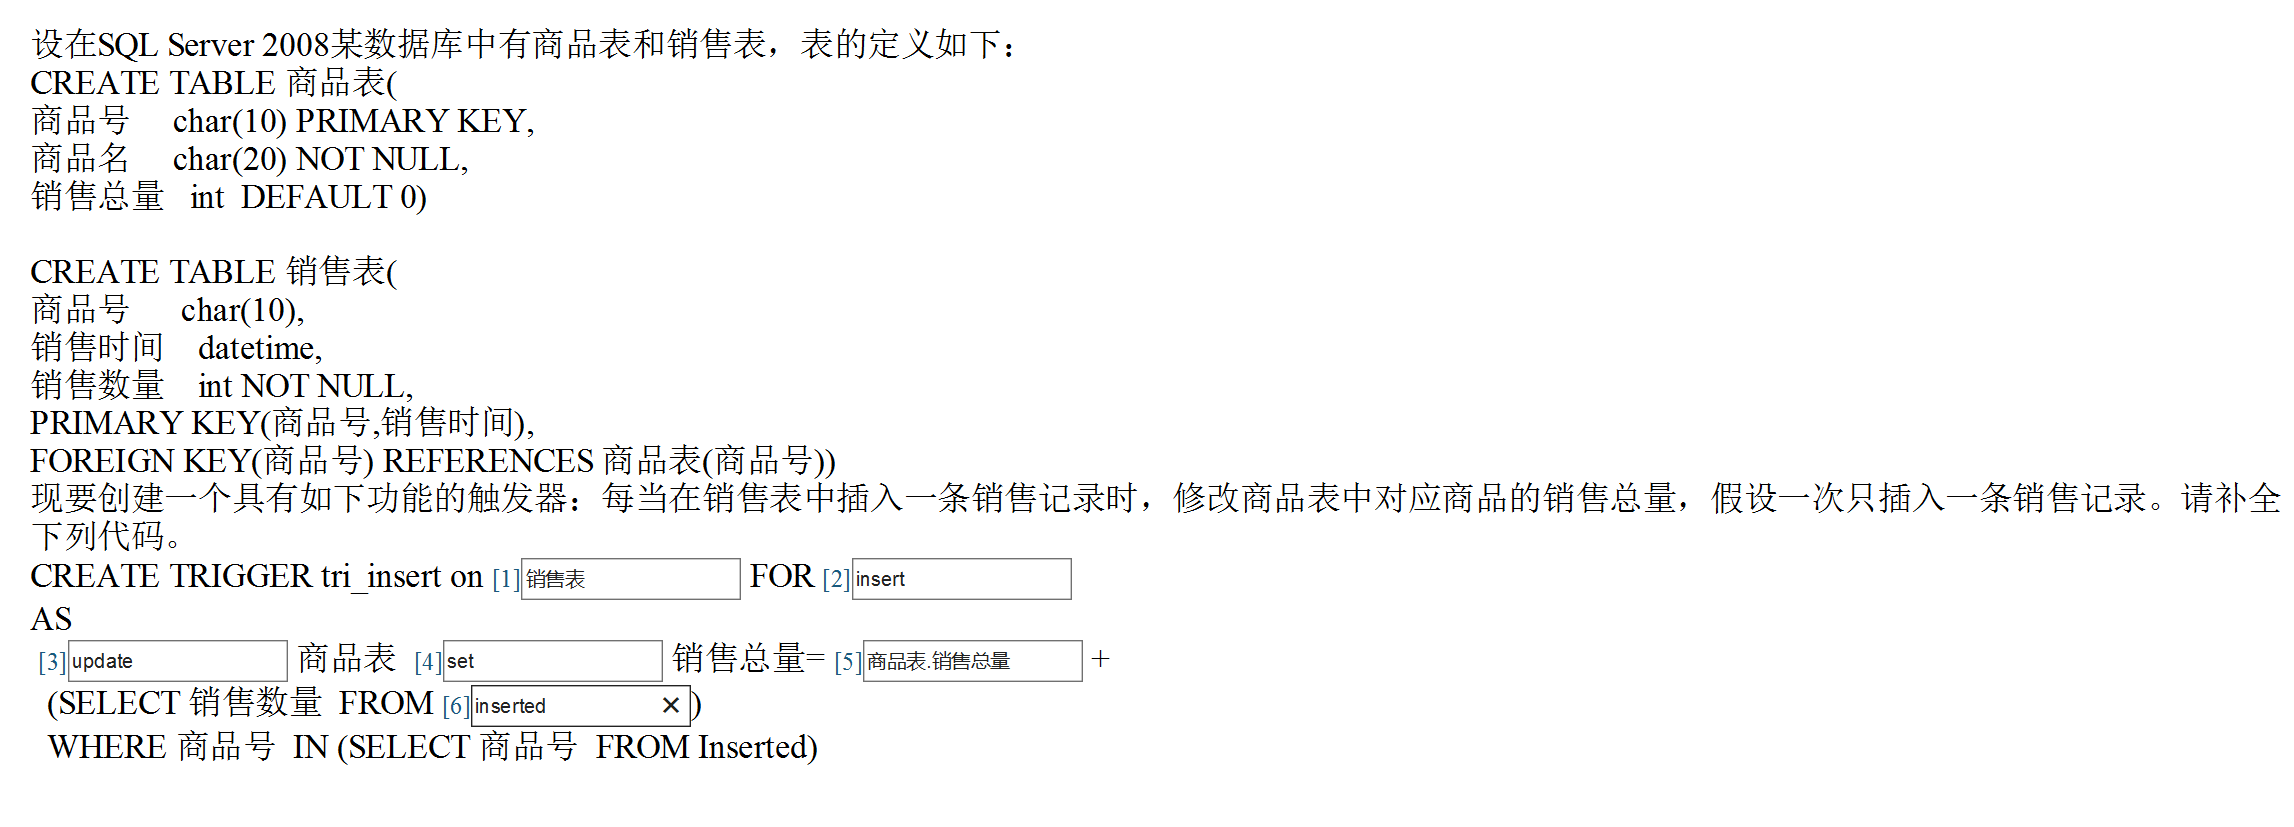 设在SQL Server 2008某数据库中有商品表和销售表，表的定义如下：
CREATE TABLE 商品表(
商品号 char(10) PRIMARY KEY,
商品名 char(20) NOT NULL,
销售总量 int DEFAULT 0)
CREATE TABLE 销售表(
商品号 char(10),
销售时间 datetime,
销售数量 int NOT NULL,
PRIMARY KEY(商品号,销售时间),
FOREIGN KEY(商品号) REFERENCES 商品表(商品号))
现要创建一个具有如下功能的触发器：每当在销售表中插入一条销售记录时，修改商品表中对应商品的销售总量，假设一次只插入一条销售记录。请补全
下列代码。
CREATE TRIGGER tri_insert on [1] 销售表 FOR [2] insert
AS
[3] update 商品表 [4] set 销售总量= [5] 商品表.销售总量 +
(SELECT 销售数量 FROM [6] inserted ✕)
WHERE 商品号 IN (SELECT 商品号 FROM Inserted)